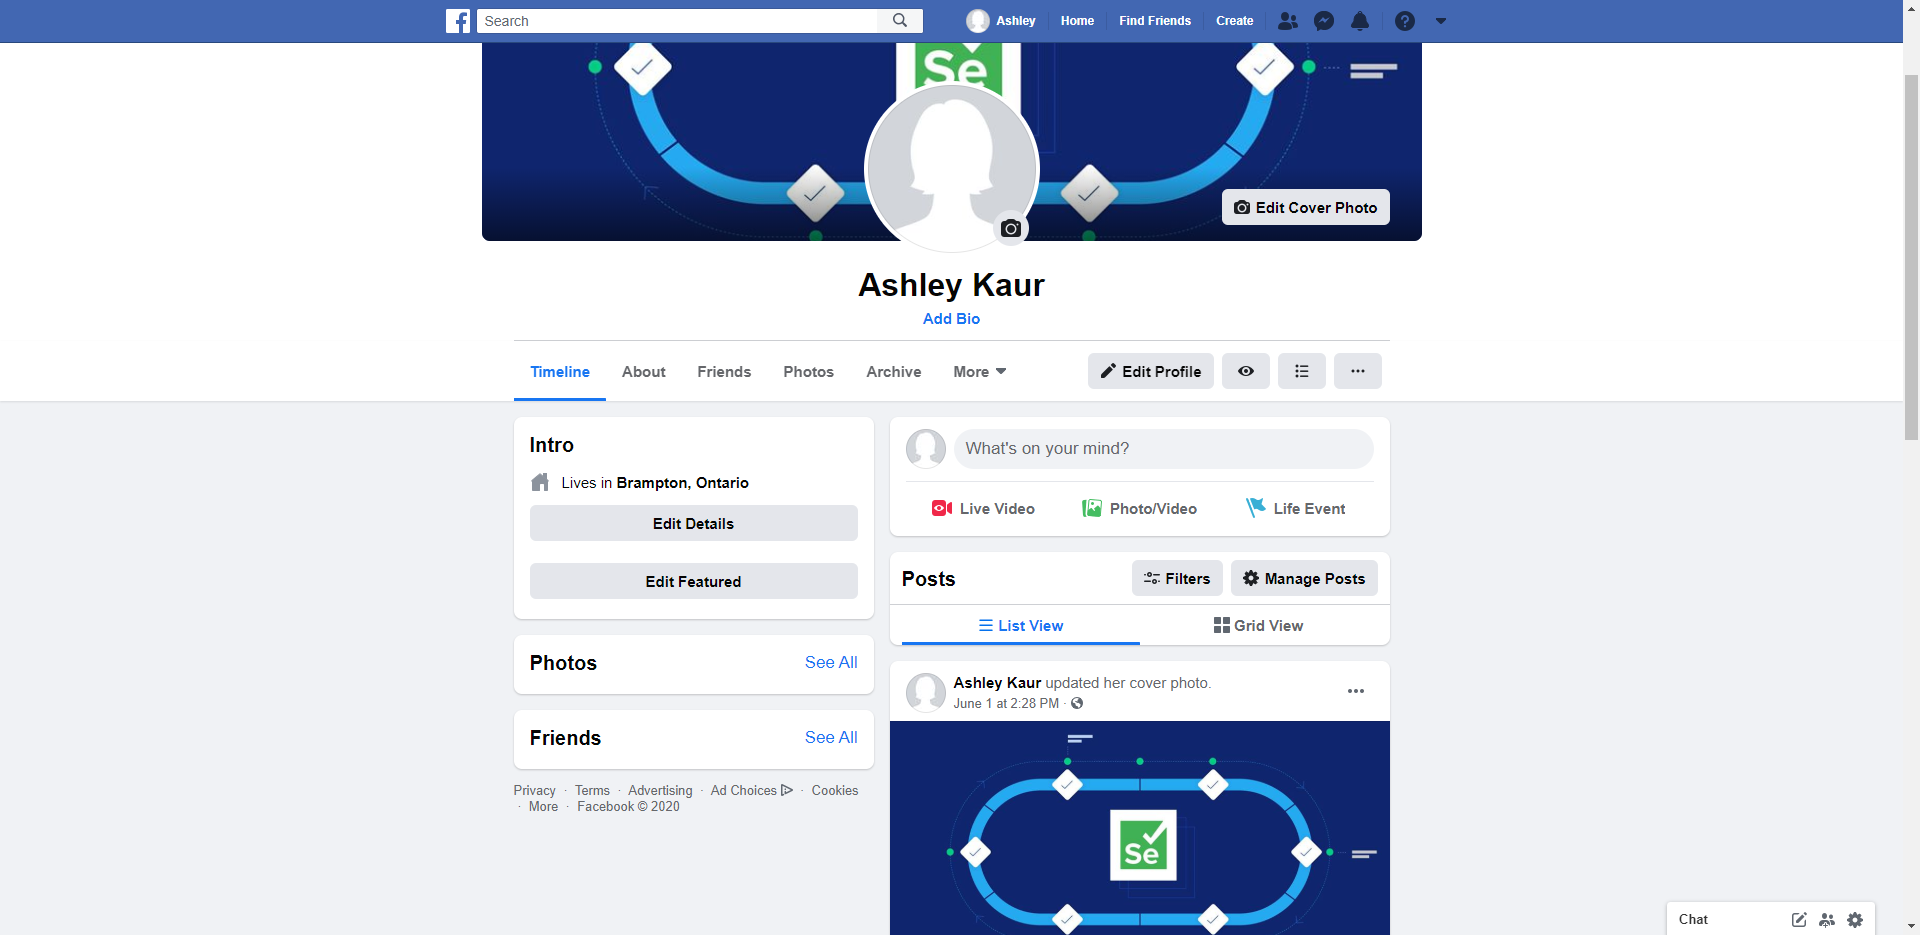 Search
Ashley Home Find Friends Create
Se
Edit Cover Photo
Ashley Kaur
Add Bio
Timeline About Friends Photos Archive More Edit Profile
Intro
Lives in Brampton, Ontario
Edit Details
Edit Featured
Photos See All
Friends See All
Privacy · Terms · Advertising · Ad Choices · Cookies
· More · Facebook © 2020
What's on your mind?
Live Video Photo/Video Life Event
Posts Filters Manage Posts
List View Grid View
Ashley Kaur updated her cover photo.
June 1 at 2:28 PM ·
Se
Chat